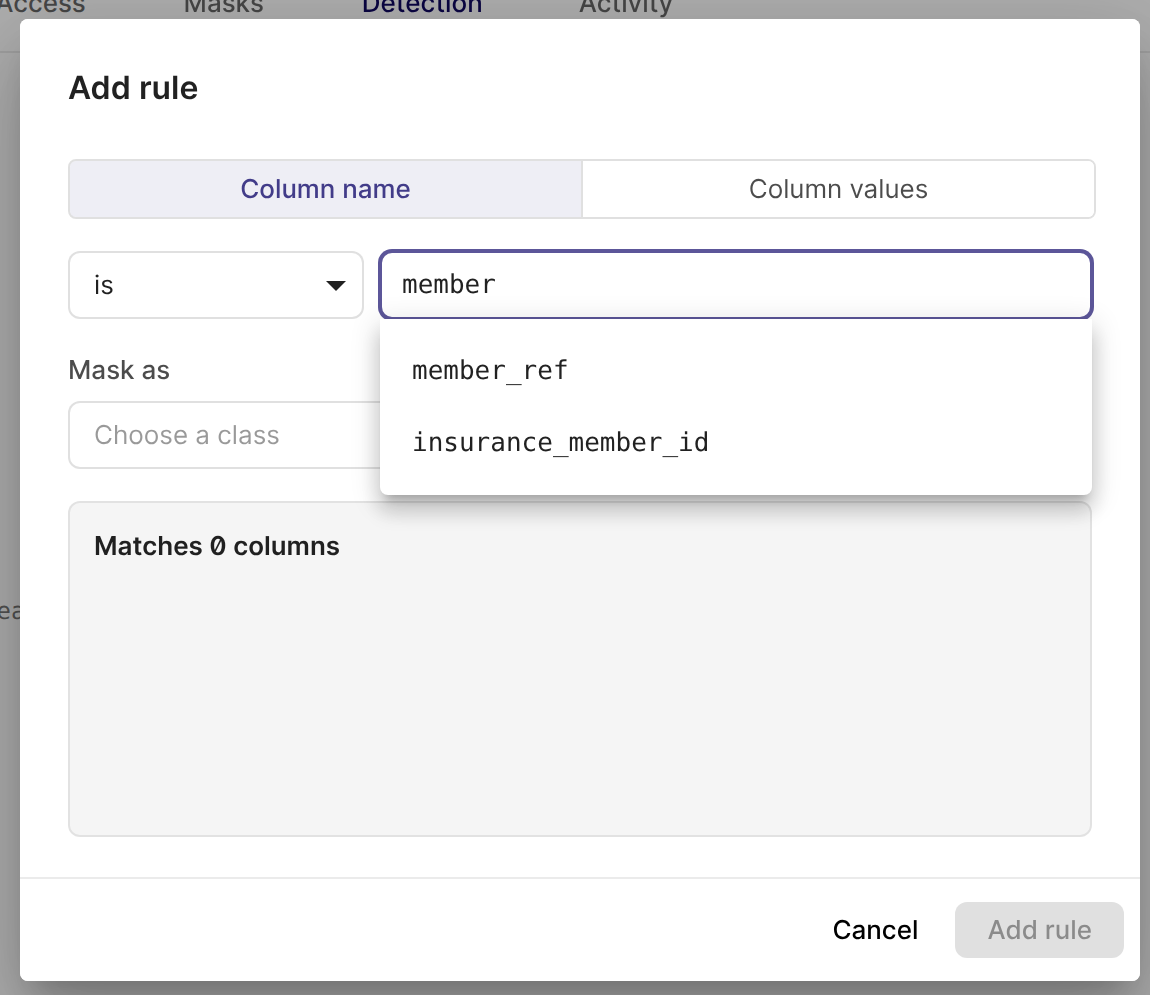 Access Masks Detection Activity
Add rule
Column name Column values
is member
member_ref
insurance_member_id
Mask as
Choose a class
Matches 0 columns
Cancel Add rule